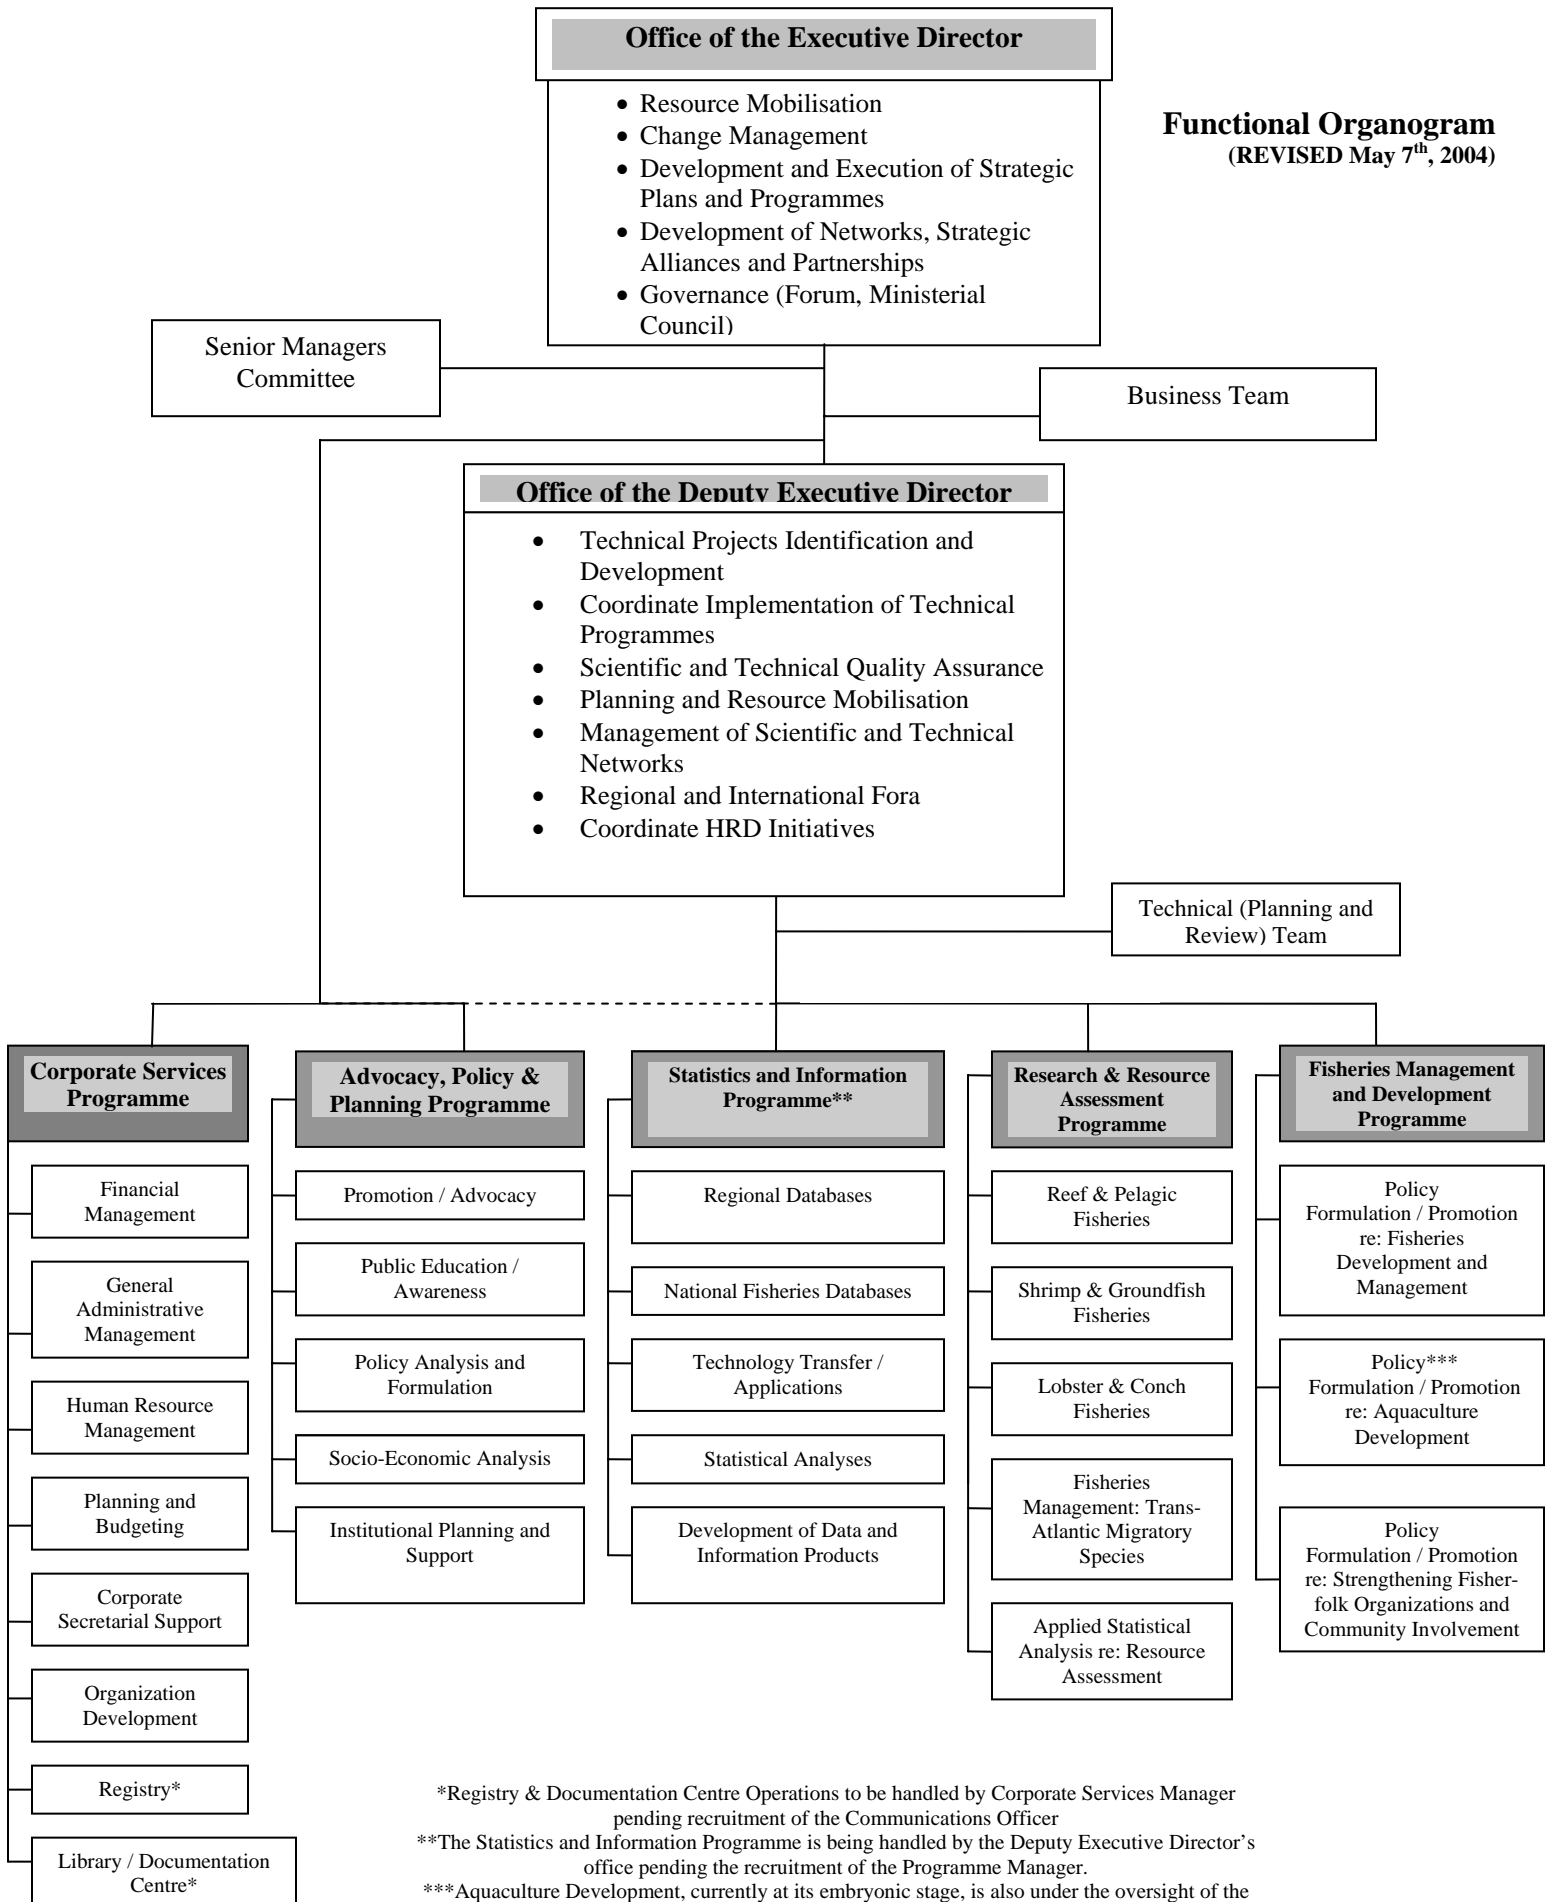 Office of the Executive Director
• Resource Mobilisation
• Change Management
• Development and Execution of Strategic
Plans and Programmes
• Development of Networks, Strategic
Alliances and Partnerships
• Governance (Forum, Ministerial
Council)
Functional Organogram
(REVISED May 7th, 2004)
Senior Managers
Committee
Business Team
Office of the Deputy Executive Director
• Technical Projects Identification and
Development
• Coordinate Implementation of Technical
Programmes
• Scientific and Technical Quality Assurance
• Planning and Resource Mobilisation
• Management of Scientific and Technical
Networks
• Regional and International Fora
• Coordinate HRD Initiatives
Technical (Planning and
Review) Team
Corporate Services
Programme
Financial
Management
General
Administrative
Management
Human Resource
Management
Planning and
Budgeting
Corporate
Secretarial Support
Organization
Development
Registry*
Library / Documentation
Centre*
Advocacy, Policy &
Planning Programme
Promotion / Advocacy
Public Education /
Awareness
Policy Analysis and
Formulation
Socio-Economic Analysis
Institutional Planning and
Support
Statistics and Information
Programme**
Regional Databases
National Fisheries Databases
Technology Transfer /
Applications
Statistical Analyses
Development of Data and
Information Products
Research & Resource
Assessment
Programme
Reef & Pelagic
Fisheries
Shrimp & Groundfish
Fisheries
Lobster & Conch
Fisheries
Fisheries
Management: Trans-
Atlantic Migratory
Species
Applied Statistical
Analysis re: Resource
Assessment
Fisheries Management
and Development
Programme
Policy
Formulation / Promotion
re: Fisheries
Development and
Management
Policy***
Formulation / Promotion
re: Aquaculture
Development
Policy
Formulation / Promotion
re: Strengthening Fisher-
folk Organizations and
Community Involvement
*Registry & Documentation Centre Operations to be handled by Corporate Services Manager
pending recruitment of the Communications Officer
**The Statistics and Information Programme is being handled by the Deputy Executive Director's
office pending the recruitment of the Programme Manager.
***Aquaculture Development, currently at its embryonic stage, is also under the oversight of the